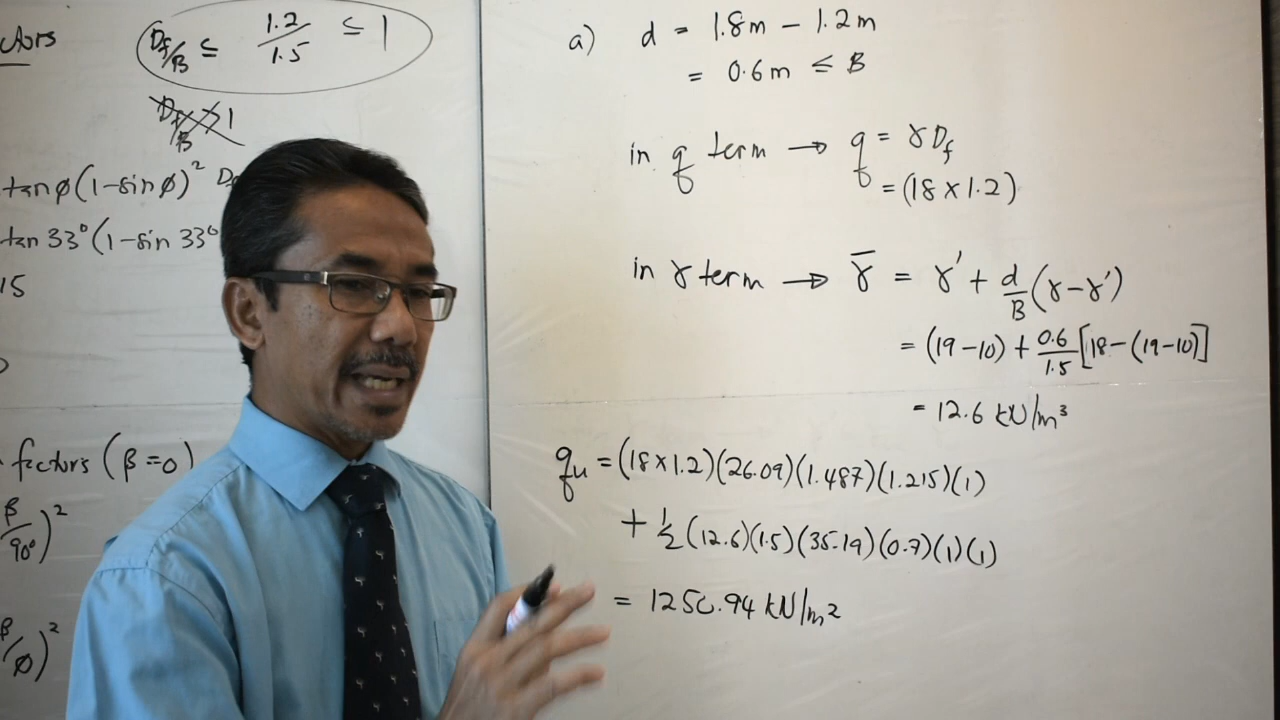 ctors
Df/B ≤ 1.2/1.5 ≤ 1
Df/B > 1
tan ø(1-sin ø)² D
tan 33°(1-sin 33°
15
factors (β=0)
β/90°)²
β/ø)²
a) d = 1.8m - 1.2m
= 0.6m ≤ B
in q term → q = γDf
= (18 x 1.2)
in γ term → γ̅ = γ' + d/B (γ-γ')
= (19-10) + 0.6/1.5 [18-(19-10)]
= 12.6 kN/m³
qu = (18x1.2)(26.09)(1.487)(1.215)(1)
+ ½ (12.6)(1.5)(35.19)(0.7)(1)(1)
= 1250.94 kN/m²